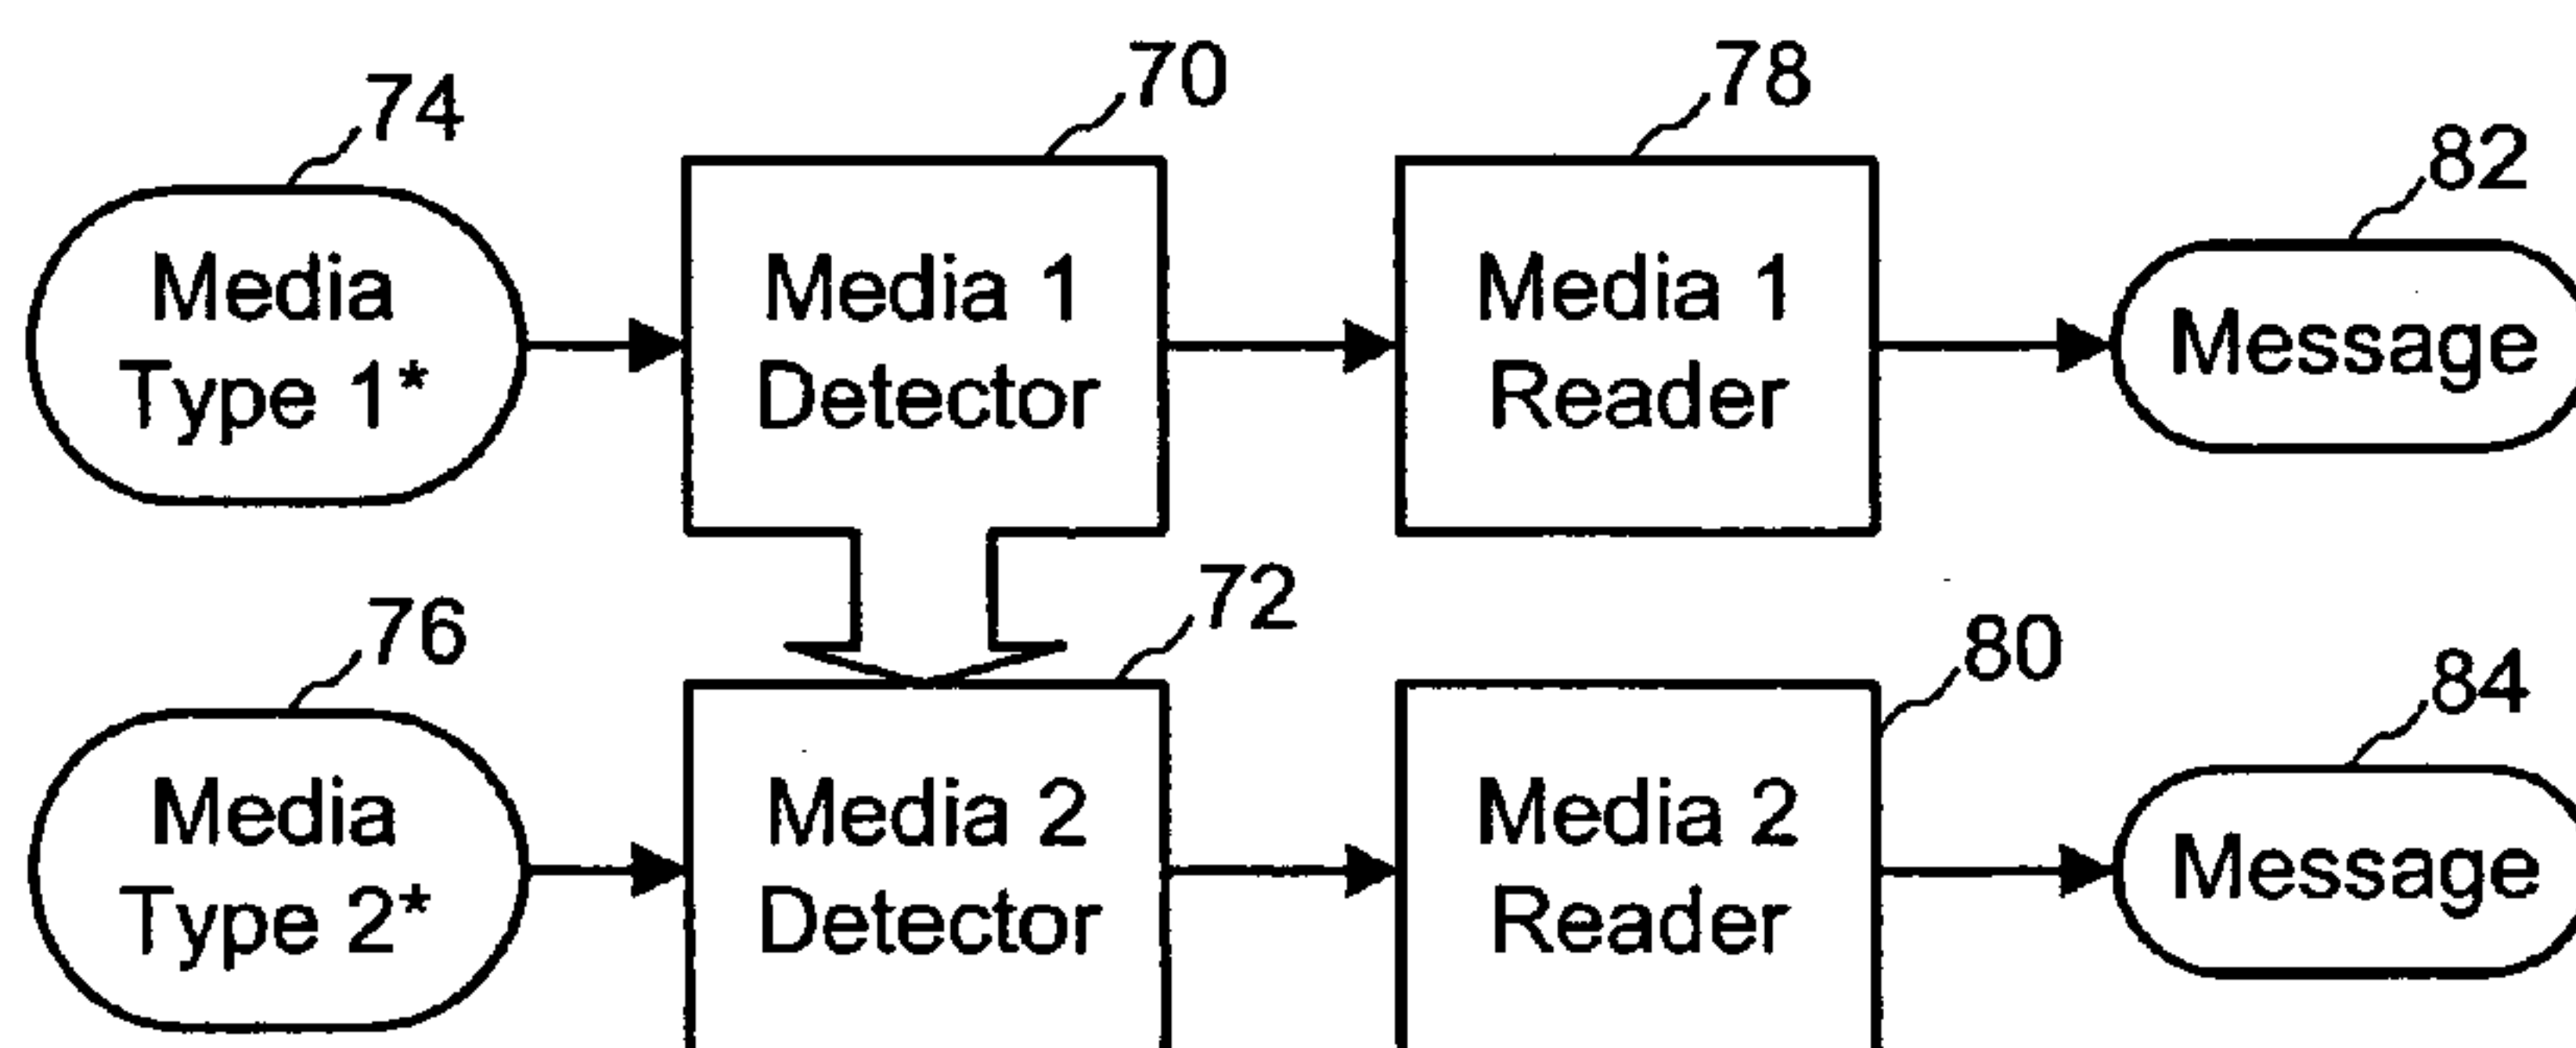 74
70
78
82
Media
Type 1*
Media 1
Detector
Media 1
Reader
Message
76
72
80
84
Media
Type 2*
Media 2
Detector
Media 2
Reader
Message